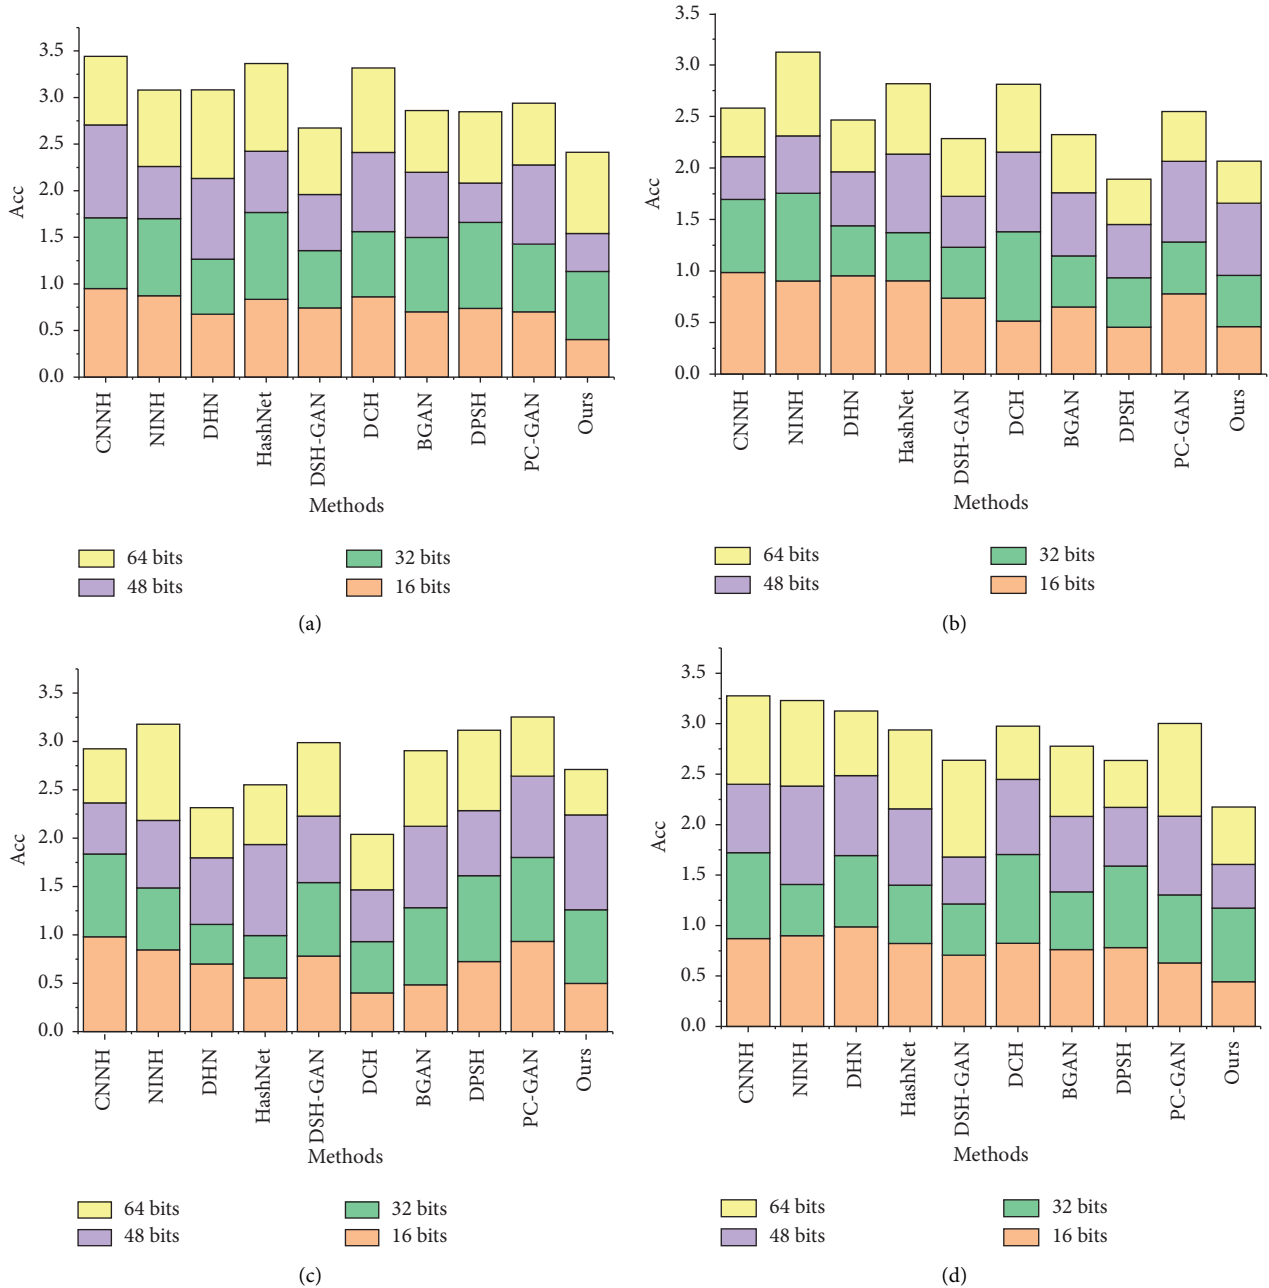 3.5
3.0
2.5
2.0
1.5
1.0
0.5
0.0
Acc
CNNH
NINH
DHN
HashNet
DSH-GAN
DCH
BGAN
DPSH
PC-GAN
Ours
Methods
64 bits
32 bits
48 bits
16 bits
(a)
3.5
3.0
2.5
2.0
1.5
1.0
0.5
0.0
Acc
CNNH
NINH
DHN
HashNet
DSH-GAN
DCH
BGAN
DPSH
PC-GAN
Ours
Methods
64 bits
32 bits
48 bits
16 bits
(b)
3.5
3.0
2.5
2.0
1.5
1.0
0.5
0.0
Acc
CNNH
NINH
DHN
HashNet
DSH-GAN
DCH
BGAN
DPSH
PC-GAN
Ours
Methods
64 bits
32 bits
48 bits
16 bits
(c)
3.5
3.0
2.5
2.0
1.5
1.0
0.5
0.0
Acc
CNNH
NINH
DHN
HashNet
DSH-GAN
DCH
BGAN
DPSH
PC-GAN
Ours
Methods
64 bits
32 bits
48 bits
16 bits
(d)